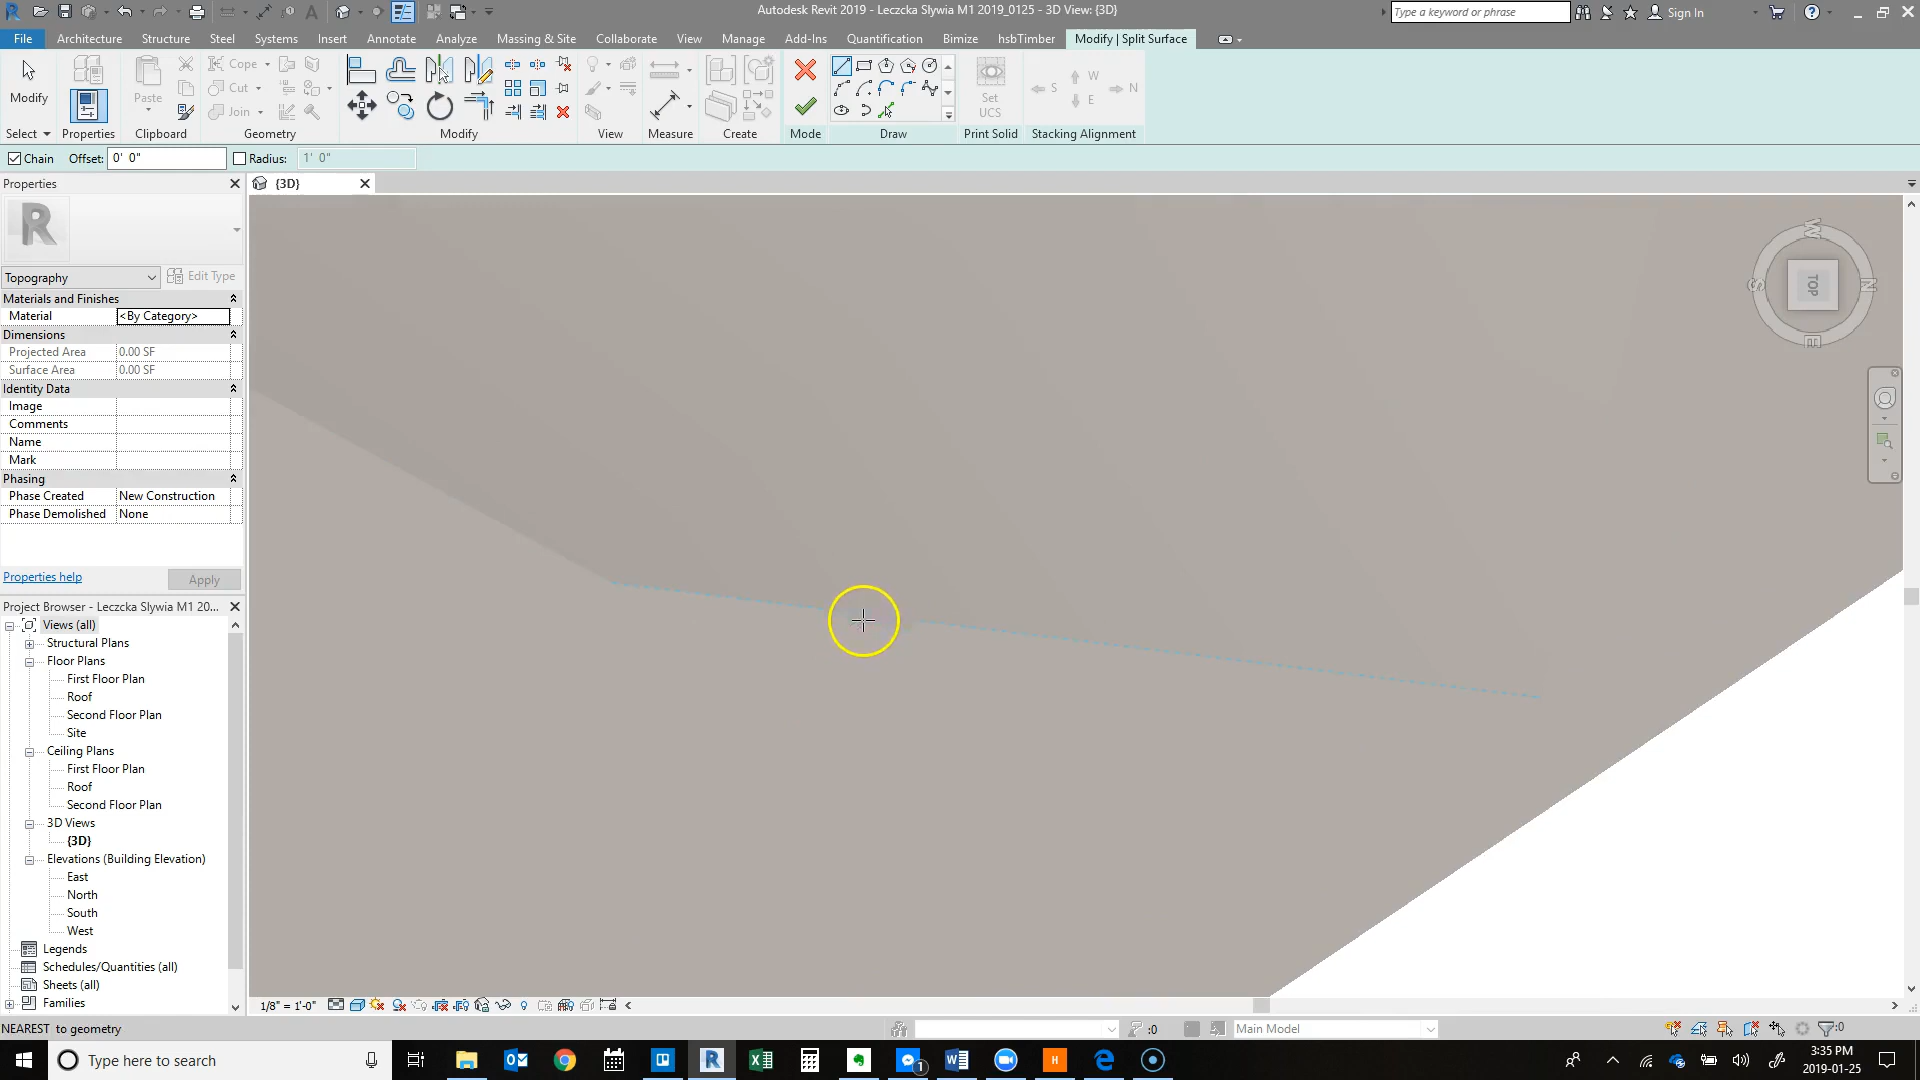 Autodesk Revit 2019 - Leczcka Slywia M1 2019_0125 - 3D View: {3D}
Type a keyword or phrase
Sign In
File Architecture Structure Steel Systems Insert Annotate Analyze Massing & Site Collaborate View Manage Add-Ins Quantification Bimize hsbTimber Modify | Split Surface
Modify
Paste
Cope
Cut
Join
Set
UCS
W
S
N
E
Select Properties Clipboard Geometry Modify View Measure Create Mode Draw Print Solid Stacking Alignment
Chain Offset: 0' 0" Radius: 1' 0"
Properties
{3D}
R
Topography
Edit Type
Materials and Finishes
Material <By Category>
Dimensions
Projected Area 0.00 SF
Surface Area 0.00 SF
Identity Data
Image
Comments
Name
Mark
Phasing
Phase Created New Construction
Phase Demolished None
Properties help
Apply
W
S
TOP
N
E
Project Browser - Leczcka Slywia M1 20...
Views (all)
Structural Plans
Floor Plans
First Floor Plan
Roof
Second Floor Plan
Site
Ceiling Plans
First Floor Plan
Roof
Second Floor Plan
3D Views
{3D}
Elevations (Building Elevation)
East
North
South
West
Legends
Schedules/Quantities (all)
Sheets (all)
Families
1/8" = 1'-0"
NEAREST to geometry
:0
Main Model
:0
Type here to search
1
H
3:35 PM
2019-01-25